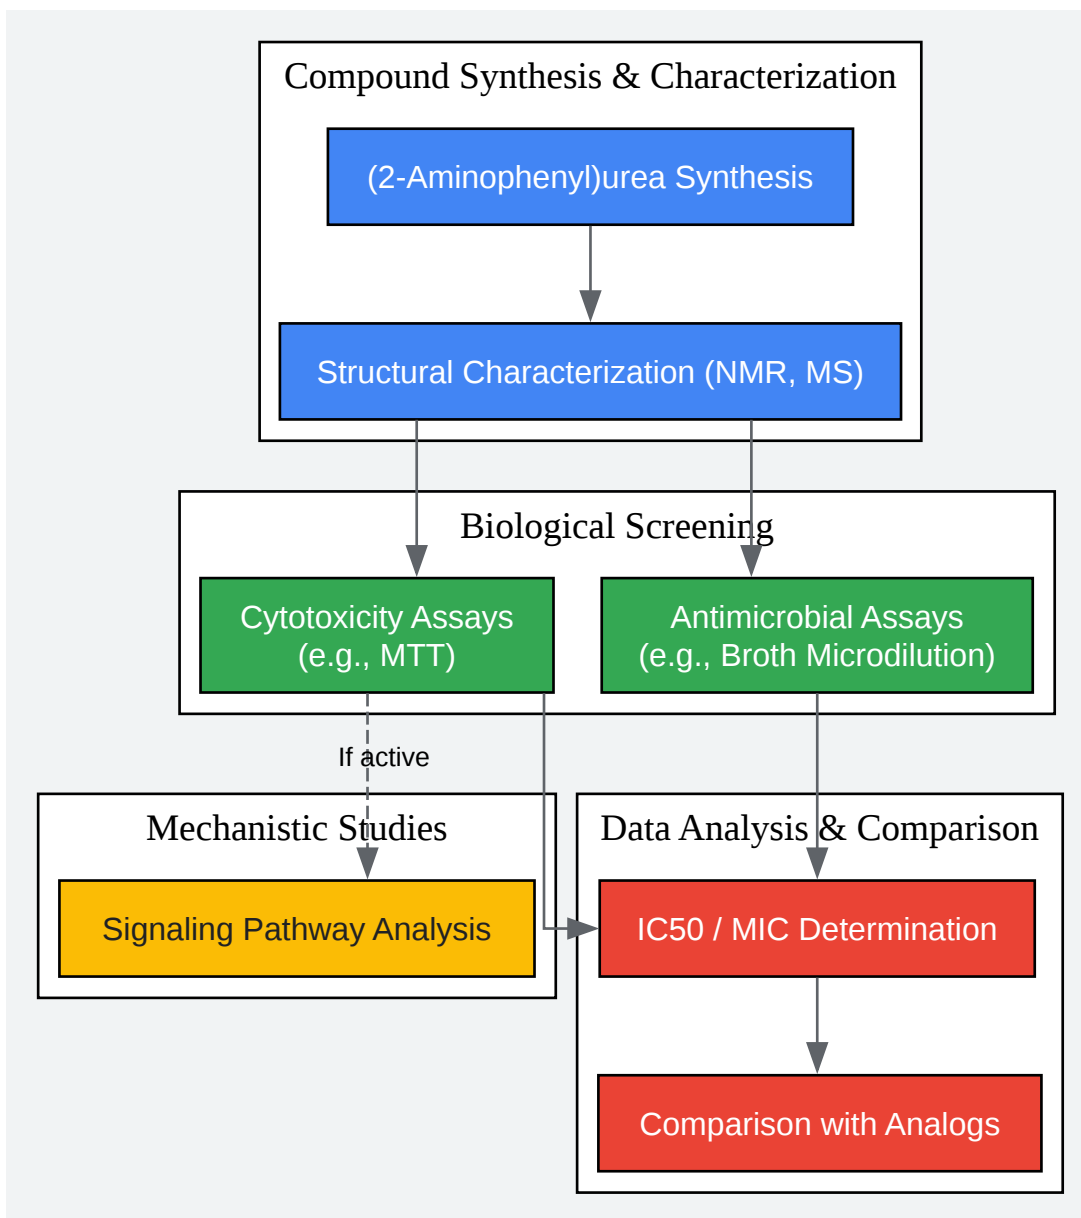 Compound Synthesis & Characterization
(2-Aminophenyl)urea Synthesis
Structural Characterization (NMR, MS)
Biological Screening
Cytotoxicity Assays
(e.g., MTT)
Antimicrobial Assays
(e.g., Broth Microdilution)
If active
Mechanistic Studies
Signaling Pathway Analysis
Data Analysis & Comparison
IC50 / MIC Determination
Comparison with Analogs